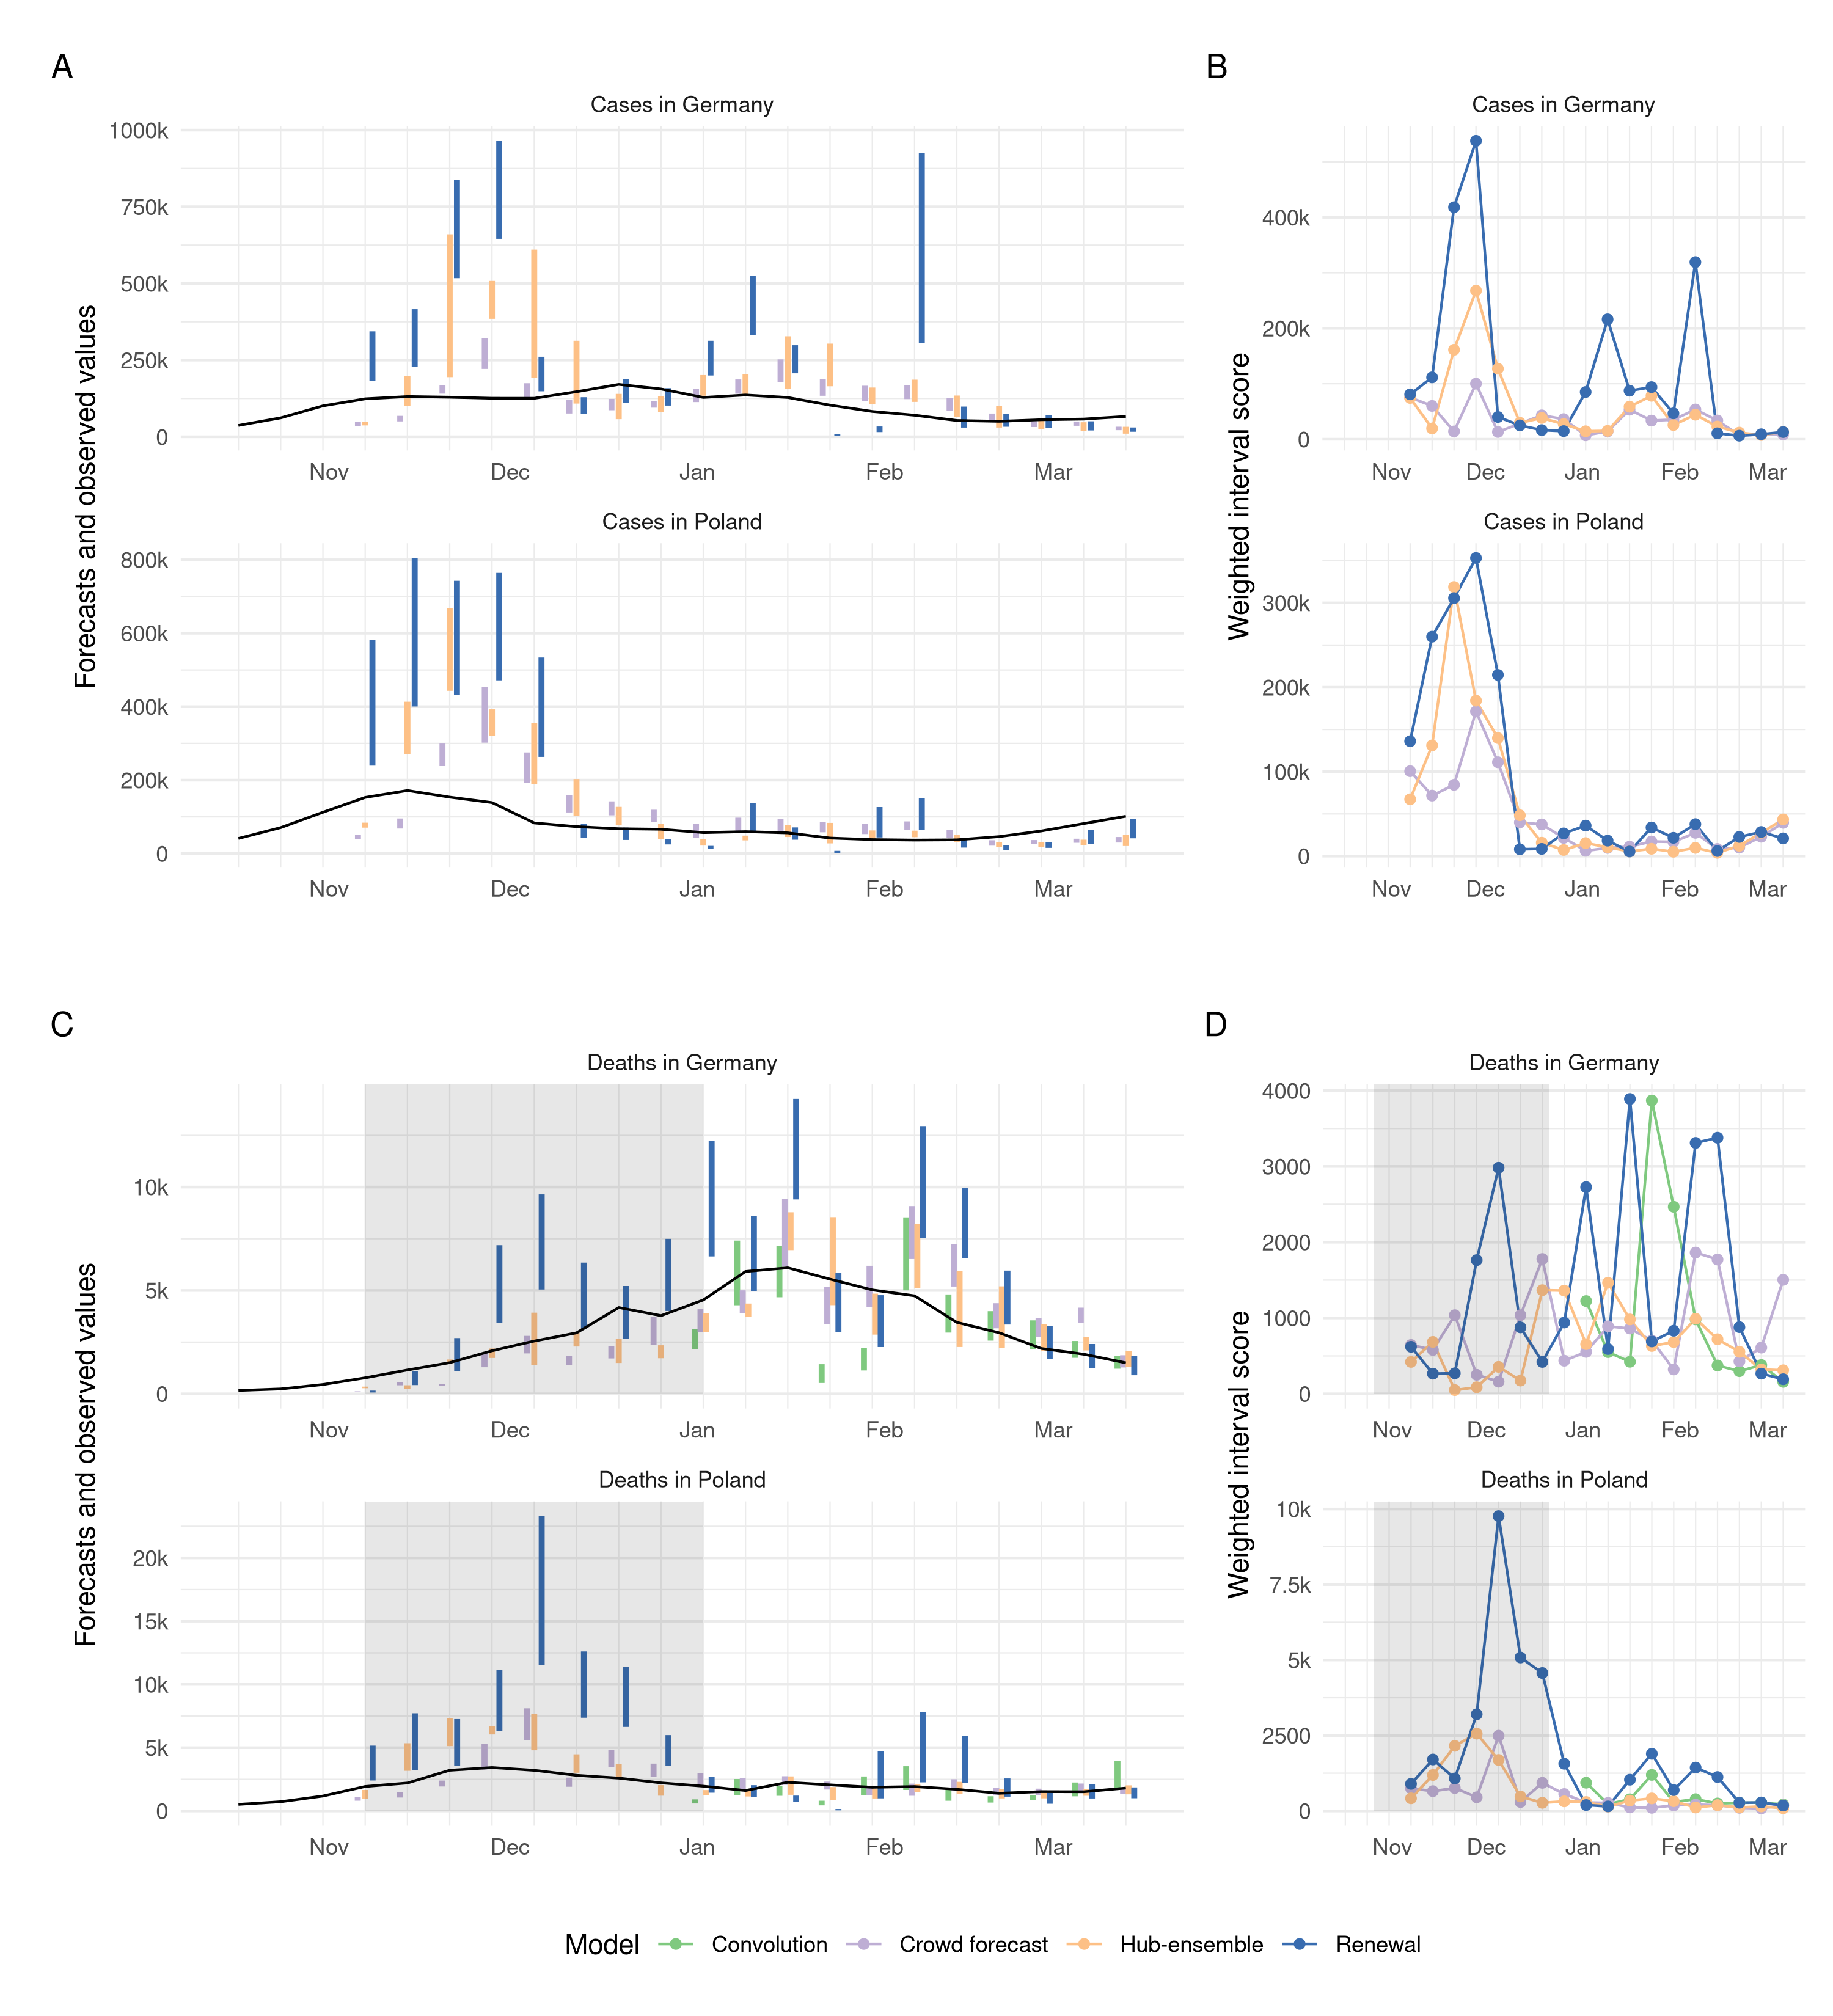 A
Cases in Germany
1000k
750k
500k
250k
0
Nov Dec Jan Feb Mar
Cases in Poland
800k
600k
400k
200k
0
Nov Dec Jan Feb Mar
Forecasts and observed values
B
Cases in Germany
400k
200k
0
Nov Dec Jan Feb Mar
Cases in Poland
300k
200k
100k
0
Nov Dec Jan Feb Mar
Weighted interval score
C
Deaths in Germany
10k
5k
0
Nov Dec Jan Feb Mar
Deaths in Poland
20k
15k
10k
5k
0
Nov Dec Jan Feb Mar
Forecasts and observed values
D
Deaths in Germany
4000
3000
2000
1000
0
Nov Dec Jan Feb Mar
Deaths in Poland
10k
7.5k
5k
2500
0
Nov Dec Jan Feb Mar
Weighted interval score
Model Convolution Crowd forecast Hub-ensemble Renewal